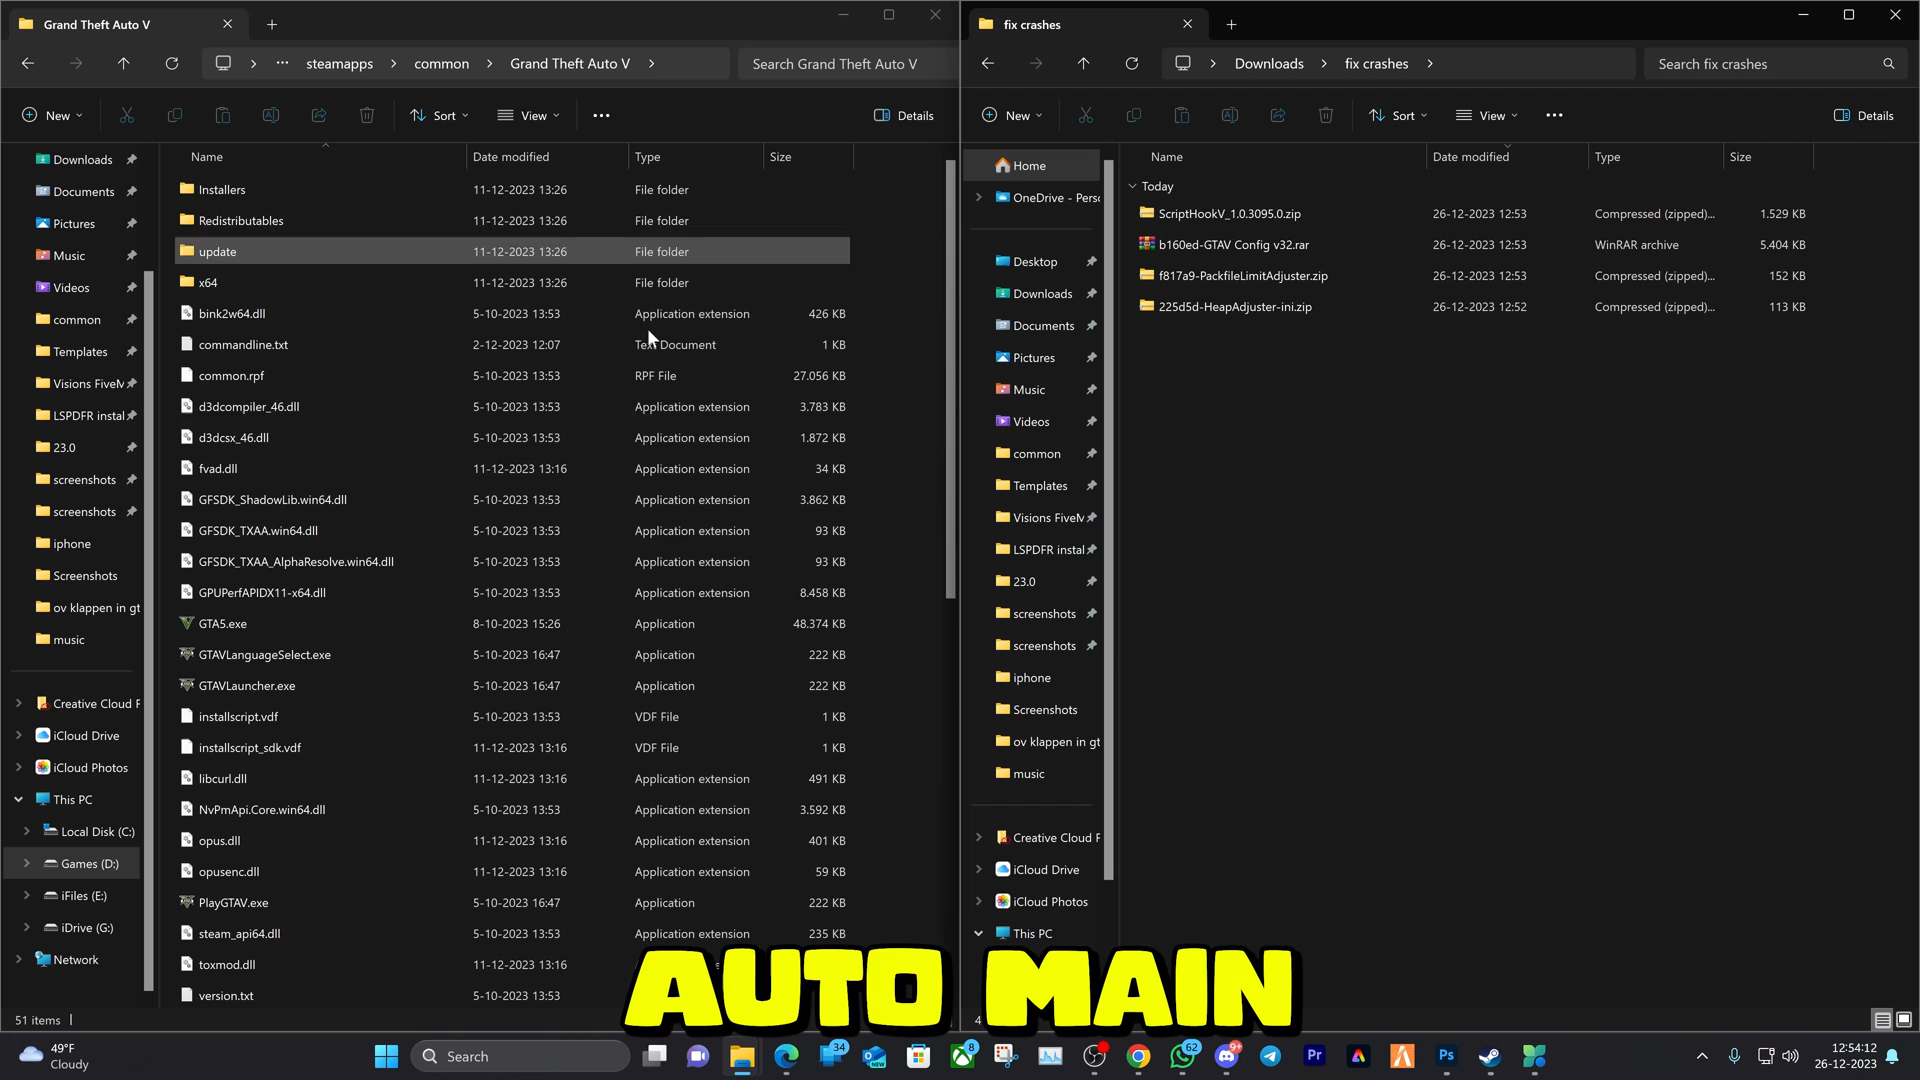 Grand Theft Auto V
steamapps
common
Grand Theft Auto V
Search Grand Theft Auto V
New
Sort
View
Details
Name
Date modified
Type
Size
Downloads
Documents
Pictures
Music
Videos
common
Templates
Visions FiveM
LSPDFR instal
23.0
screenshots
screenshots
iphone
Screenshots
ov klappen in gt
music
Creative Cloud F
iCloud Drive
iCloud Photos
This PC
Local Disk (C:)
Games (D:)
iFiles (E:)
iDrive (G:)
Network
Installers 11-12-2023 13:26 File folder
Redistributables 11-12-2023 13:26 File folder
update 11-12-2023 13:26 File folder
x64 11-12-2023 13:26 File folder
bink2w64.dll 5-10-2023 13:53 Application extension 426 KB
commandline.txt 2-12-2023 12:07 Text Document 1 KB
common.rpf 5-10-2023 13:53 RPF File 27.056 KB
d3dcompiler_46.dll 5-10-2023 13:53 Application extension 3.783 KB
d3dcsx_46.dll 5-10-2023 13:53 Application extension 1.872 KB
fvad.dll 11-12-2023 13:16 Application extension 34 KB
GFSDK_ShadowLib.win64.dll 5-10-2023 13:53 Application extension 3.862 KB
GFSDK_TXAA.win64.dll 5-10-2023 13:53 Application extension 93 KB
GFSDK_TXAA_AlphaResolve.win64.dll 5-10-2023 13:53 Application extension 93 KB
GPUPerfAPIDX11-x64.dll 5-10-2023 13:53 Application extension 8.458 KB
GTA5.exe 8-10-2023 15:26 Application 48.374 KB
GTAVLanguageSelect.exe 5-10-2023 16:47 Application 222 KB
GTAVLauncher.exe 5-10-2023 16:47 Application 222 KB
installscript.vdf 5-10-2023 13:53 VDF File 1 KB
installscript_sdk.vdf 11-12-2023 13:16 VDF File 1 KB
libcurl.dll 11-12-2023 13:16 Application extension 491 KB
NvPmApi.Core.win64.dll 5-10-2023 13:53 Application extension 3.592 KB
opus.dll 11-12-2023 13:16 Application extension 401 KB
opusenc.dll 11-12-2023 13:16 Application extension 59 KB
PlayGTAV.exe 5-10-2023 16:47 Application 222 KB
steam_api64.dll 5-10-2023 13:53 Application extension 235 KB
toxmod.dll 11-12-2023 13:16
version.txt 5-10-2023 13:53
51 items
fix crashes
Downloads
fix crashes
Search fix crashes
New
Sort
View
Details
Name
Date modified
Type
Size
Home
OneDrive - Perso
Desktop
Downloads
Documents
Pictures
Music
Videos
common
Templates
Visions FiveM
LSPDFR instal
23.0
screenshots
screenshots
iphone
Screenshots
ov klappen in gt
music
Creative Cloud F
iCloud Drive
iCloud Photos
This PC
Today
ScriptHookV_1.0.3095.0.zip 26-12-2023 12:53 Compressed (zipped)... 1.529 KB
b160ed-GTAV Config v32.rar 26-12-2023 12:53 WinRAR archive 5.404 KB
f817a9-PackfileLimitAdjuster.zip 26-12-2023 12:53 Compressed (zipped)... 152 KB
225d5d-HeapAdjuster-ini.zip 26-12-2023 12:52 Compressed (zipped)... 113 KB
4
AUTO MAIN
49°F
Cloudy
Search
34
NEW
8
62
9+
Pr
Ps
12:54:12
26-12-2023